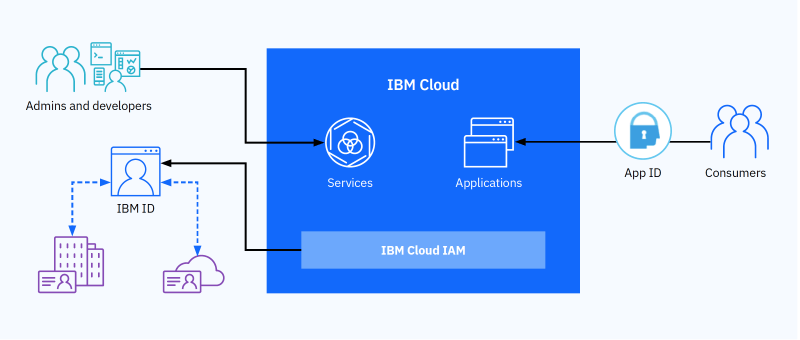 IBM Cloud
Admins and developers
Services
Applications
App ID
Consumers
IBM ID
IBM Cloud IAM